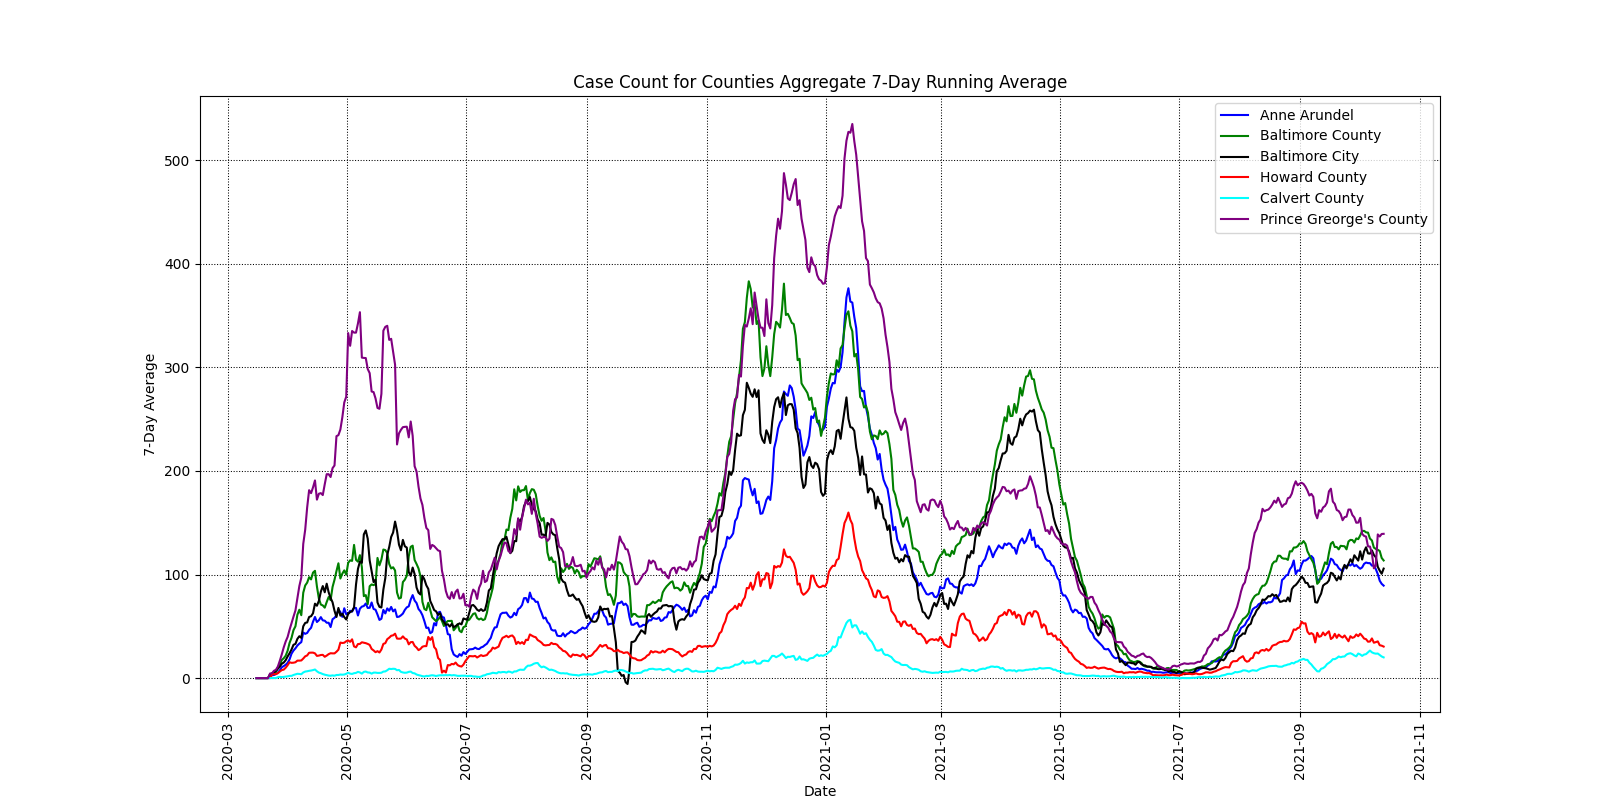 Case Count for Counties Aggregate 7-Day Running Average
Anne Arundel
Baltimore County
Baltimore City
Howard County
Calvert County
Prince Greorge's County
7-Day Average
500
400
300
200
100
0
2020-03
2020-05
2020-07
2020-09
2020-11
2021-01
2021-03
2021-05
2021-07
2021-09
2021-11
Date